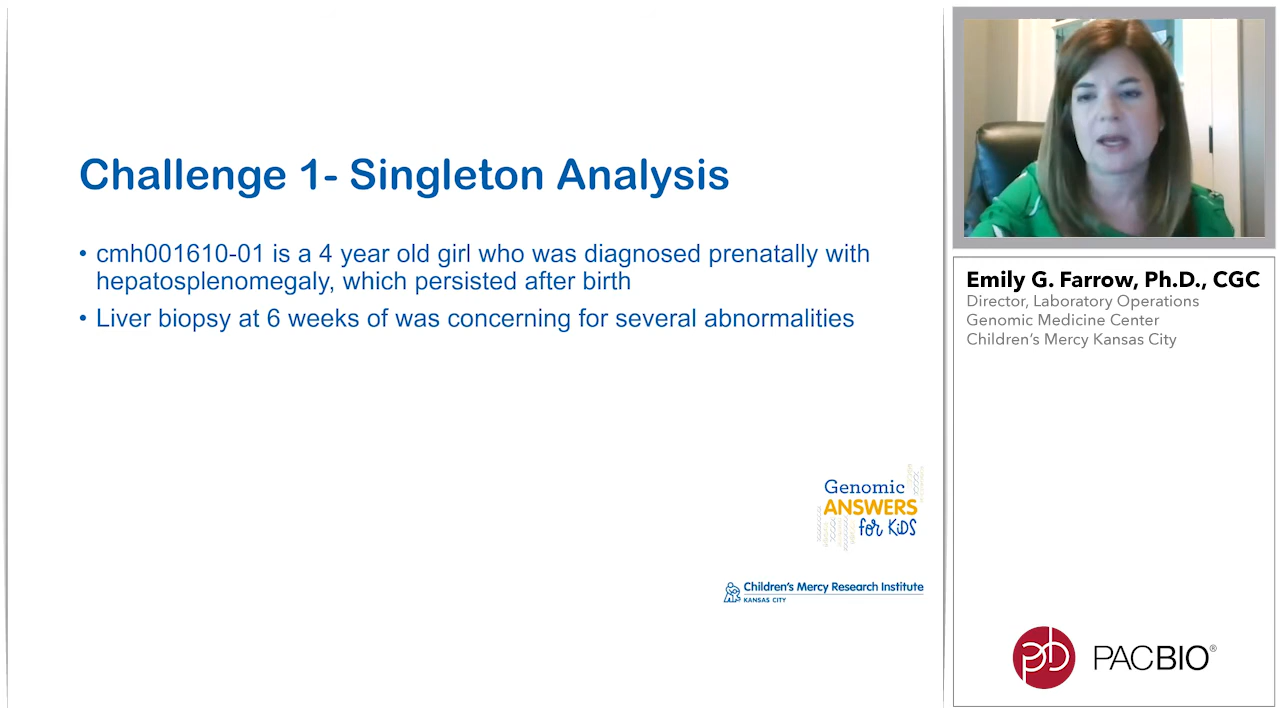 Challenge 1- Singleton Analysis
• cmh001610-01 is a 4 year old girl who was diagnosed prenatally with
hepatosplenomegaly, which persisted after birth
• Liver biopsy at 6 weeks of was concerning for several abnormalities
Genomic
ANSWERS
for KiDS
Children's Mercy Research Institute
KANSAS CITY
Emily G. Farrow, Ph.D., CGC
Director, Laboratory Operations
Genomic Medicine Center
Children's Mercy Kansas City
pb PACBIO®